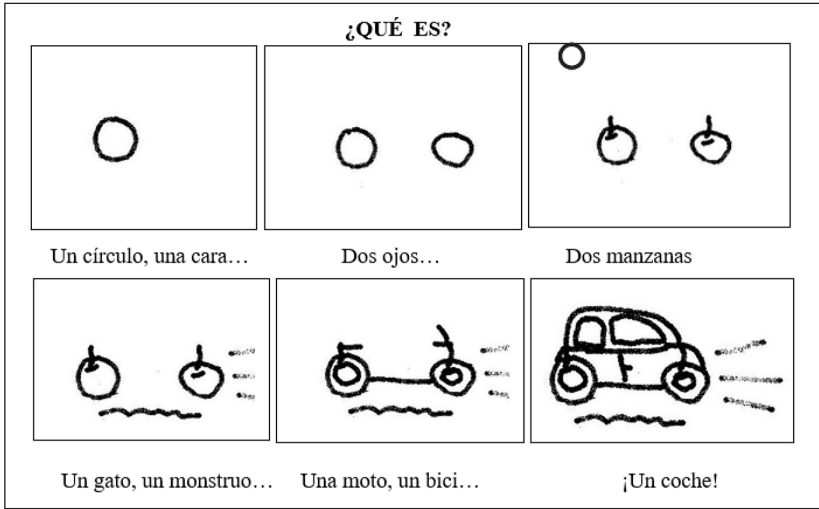 ¿QUÉ ES?
Un círculo, una cara…
Dos ojos…
Dos manzanas
Un gato, un monstruo…
Una moto, un bici…
¡Un coche!